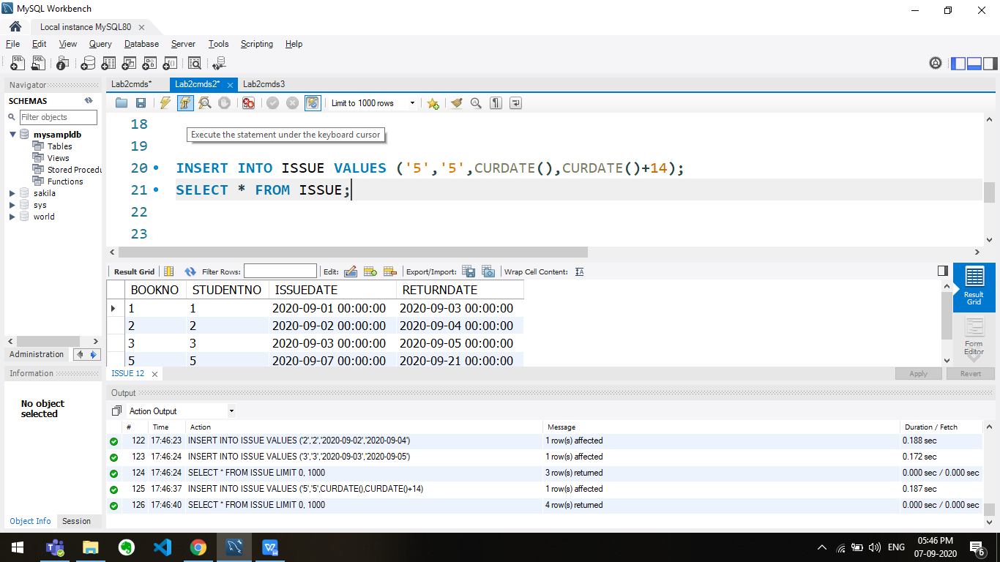 MySQL Workbench
Local instance MySQL80
File Edit View Query Database Server Tools Scripting Help
Navigator
SCHEMAS
Filter objects
mysampldb
Tables
Views
Stored Procedu
Functions
sakila
sys
world
Administration
Information
No object
selected
Object Info Session
Lab2cmds* Lab2cmds2* Lab2cmds3
Limit to 1000 rows
18
Execute the statement under the keyboard cursor
19
20 INSERT INTO ISSUE VALUES ('5','5',CURDATE(),CURDATE()+14);
21 SELECT * FROM ISSUE;
22
23
Result Grid Filter Rows: Edit: Export/Import: Wrap Cell Content:
BOOKNO STUDENTNO ISSUEDATE RETURNDATE
1 1 2020-09-01 00:00:00 2020-09-03 00:00:00
2 2 2020-09-02 00:00:00 2020-09-04 00:00:00
3 3 2020-09-03 00:00:00 2020-09-05 00:00:00
5 5 2020-09-07 00:00:00 2020-09-21 00:00:00
Result
Grid
Form
Editor
ISSUE 12 Apply Revert
Output
Action Output
# Time Action Message Duration / Fetch
122 17:46:23 INSERT INTO ISSUE VALUES ('2','2','2020-09-02','2020-09-04') 1 row(s) affected 0.188 sec
123 17:46:24 INSERT INTO ISSUE VALUES ('3','3','2020-09-03','2020-09-05') 1 row(s) affected 0.172 sec
124 17:46:24 SELECT * FROM ISSUE LIMIT 0, 1000 3 row(s) returned 0.000 sec / 0.000 sec
125 17:46:37 INSERT INTO ISSUE VALUES ('5','5',CURDATE(),CURDATE()+14) 1 row(s) affected 0.187 sec
126 17:46:40 SELECT * FROM ISSUE LIMIT 0, 1000 4 row(s) returned 0.000 sec / 0.000 sec
ENG
05:46 PM
07-09-2020
6